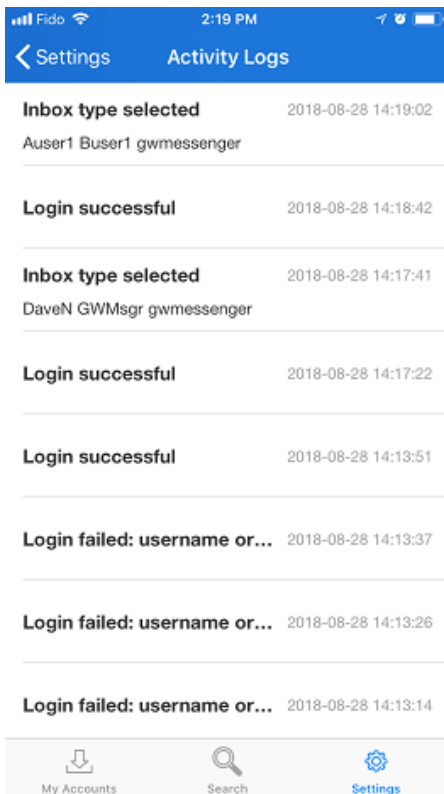 Fido 2:19 PM
Settings Activity Logs
Inbox type selected 2018-08-28 14:19:02
Auser1 Buser1 gwmessenger
Login successful 2018-08-28 14:18:42
Inbox type selected 2018-08-28 14:17:41
DaveN GWMsgr gwmessenger
Login successful 2018-08-28 14:17:22
Login successful 2018-08-28 14:13:51
Login failed: username or... 2018-08-28 14:13:37
Login failed: username or... 2018-08-28 14:13:26
Login failed: username or... 2018-08-28 14:13:14
My Accounts Search Settings